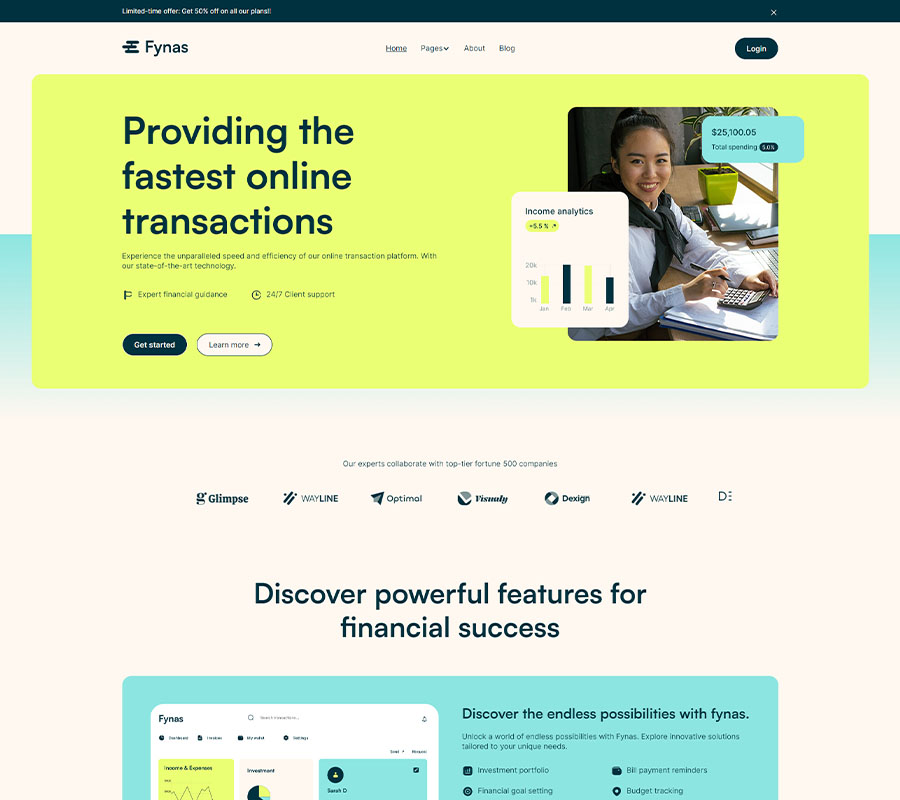 Limited-time offer: Get 50% off on all our plans!!
Fynas
Home Pages About Blog
Login
Providing the
fastest online
transactions
Experience the unparalleled speed and efficiency of our online transaction platform. With
our state-of-the-art technology.
Expert financial guidance 24/7 Client support
Get started Learn more
$25,100.05
Total spending 5.0%
Income analytics
+5.5 %
20k
10k
1k
Jan Feb Mar Apr
Our experts collaborate with top-tier fortune 500 companies
Glimpse WAYLINE Optimal Visualy Dexign WAYLINE
Discover powerful features for
financial success
Fynas
Search transactions...
Dashboard Invoices My wallet Settings
Send Request
Income & Expenses
Investment
Sarah D
Discover the endless possibilities with fynas.
Unlock a world of endless possibilities with Fynas. Explore innovative solutions
tailored to your unique needs.
Investment portfolio Bill payment reminders
Financial goal setting Budget tracking